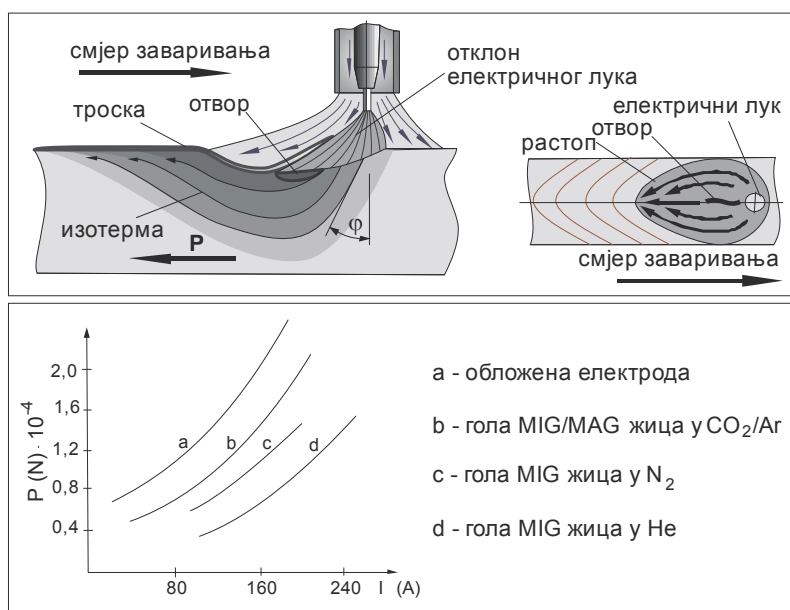 смјер заваривања
отклон
електричног лука
троска
отвор
изотерма
P
φ
електрични лук
отвор
растоп
смјер заваривања
P (N) · 10⁻⁴
2,0
1,6
1,2
0,8
0,4
a
b
c
d
80
160
240
I (A)
a - обложена електрода
b - гола MIG/MAG жица у CO₂/Ar
c - гола MIG жица у N₂
d - гола MIG жица у He